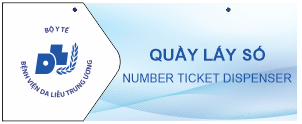 BỘ Y TẾ
BỆNH VIỆN DA LIỄU TRUNG ƯƠNG
QUẦY LẤY SỐ
NUMBER TICKET DISPENSER